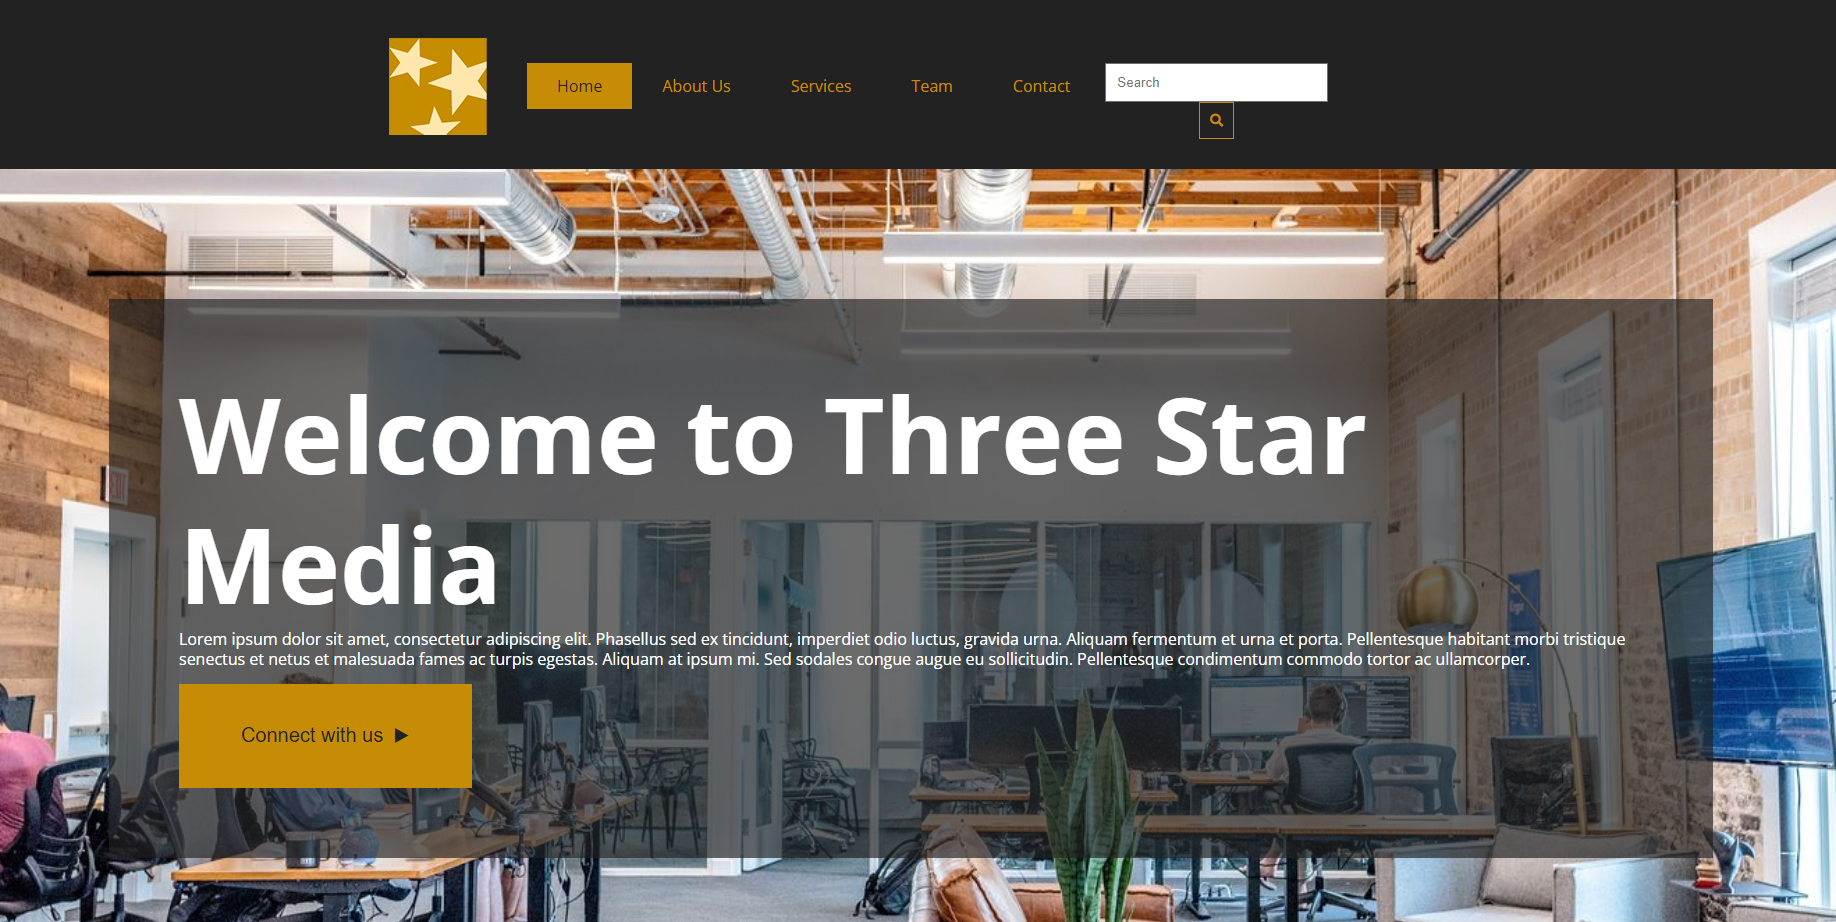 Home
About Us
Services
Team
Contact
Search
EXIT
Welcome to Three Star
Media
Lorem ipsum dolor sit amet, consectetur adipiscing elit. Phasellus sed ex tincidunt, imperdiet odio luctus, gravida urna. Aliquam fermentum et urna et porta. Pellentesque habitant morbi tristique
senectus et netus et malesuada fames ac turpis egestas. Aliquam at ipsum mi. Sed sodales congue augue eu sollicitudin. Pellentesque condimentum commodo tortor ac ullamcorper.
Connect with us